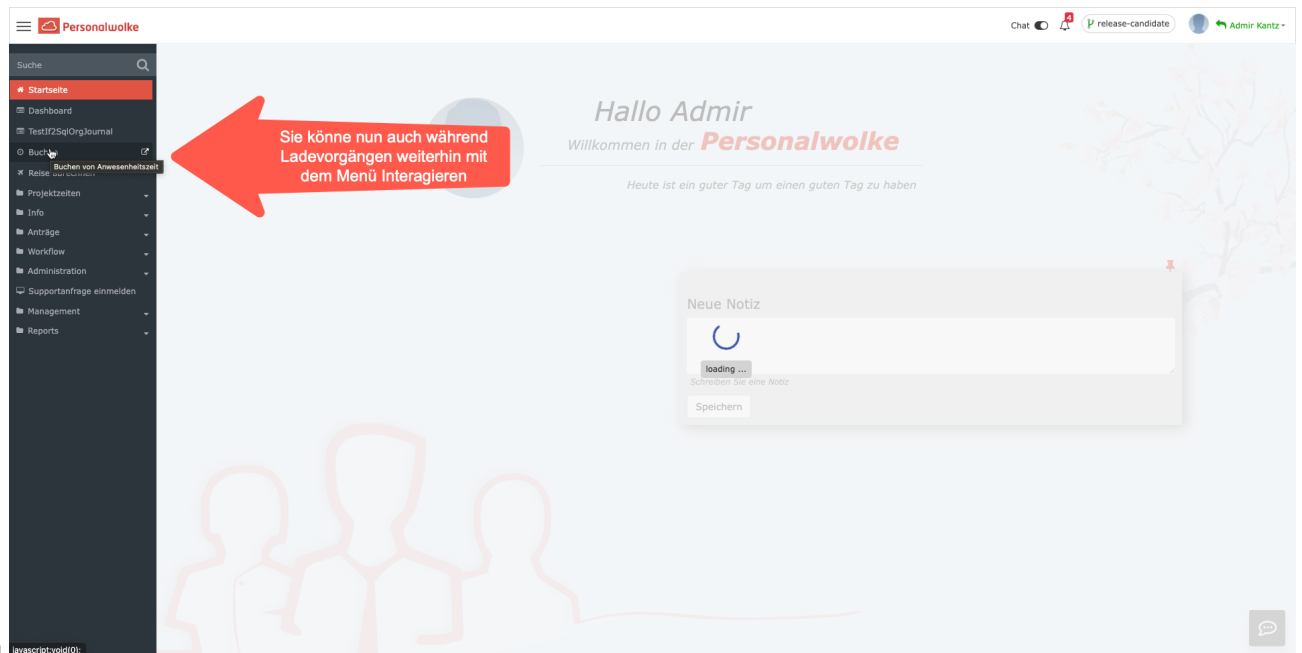 Personalwolke
Chat
4
release-candidate
Admir Kantz
Suche
Startseite
Dashboard
TestIf2SqlOrgJournal
Buchen
Buchen von Anwesenheitszeit
Reise abrechnen
Projektzeiten
Info
Anträge
Workflow
Administration
Supportanfrage einmelden
Management
Reports
Sie könne nun auch während
Ladevorgängen weiterhin mit
dem Menü Interagieren
Hallo Admir
Willkommen in der Personalwolke
Heute ist ein guter Tag um einen guten Tag zu haben
Neue Notiz
loading ...
Schreiben Sie eine Notiz
Speichern
javascript:void(0);